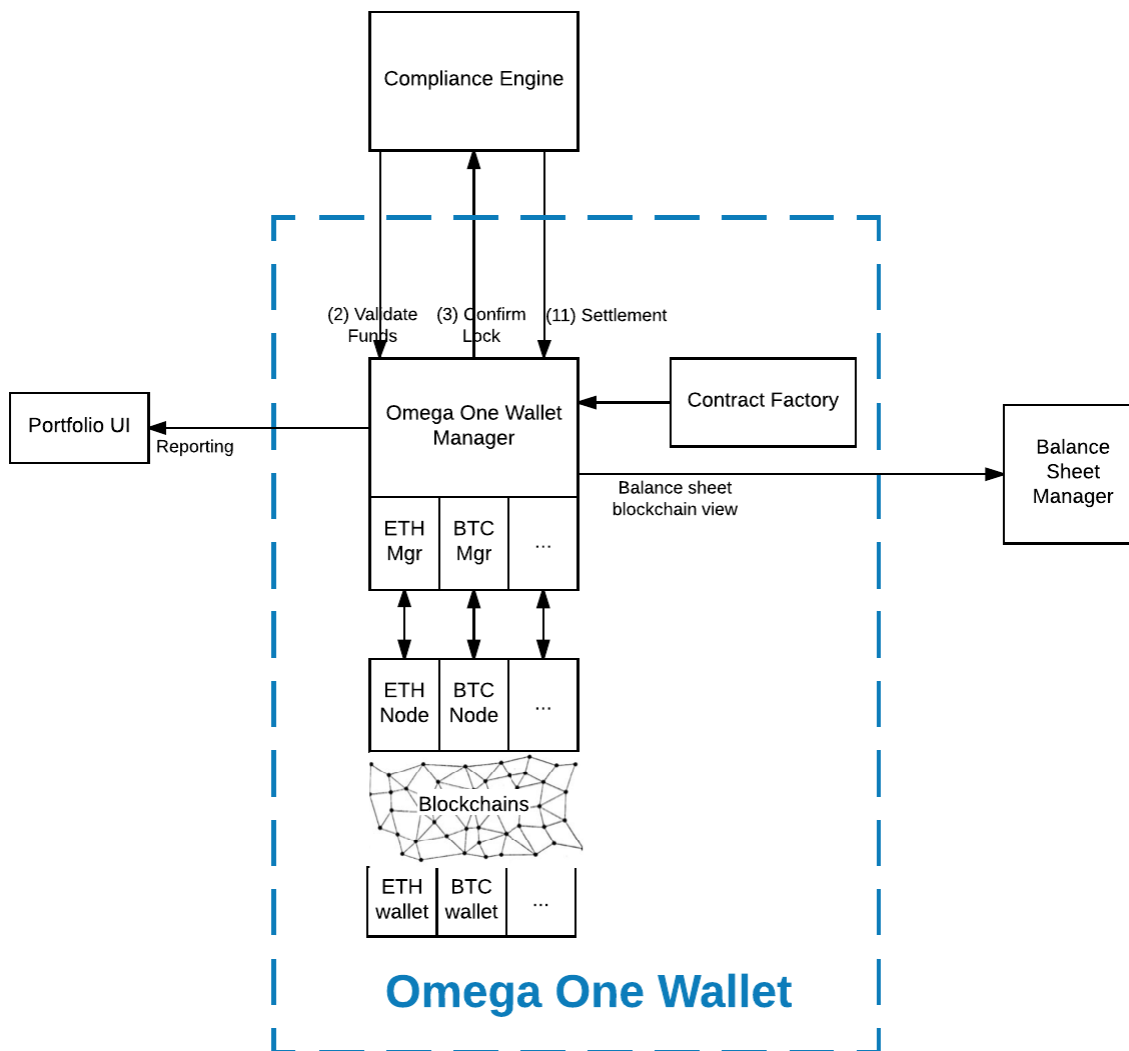 Compliance Engine
(2) Validate
Funds
(3) Confirm
Lock
(11) Settlement
Portfolio UI
Reporting
Omega One Wallet
Manager
Contract Factory
Balance
Sheet
Manager
Balance sheet
blockchain view
ETH
Mgr
BTC
Mgr
...
ETH
Node
BTC
Node
...
Blockchains
ETH
wallet
BTC
wallet
...
Omega One Wallet